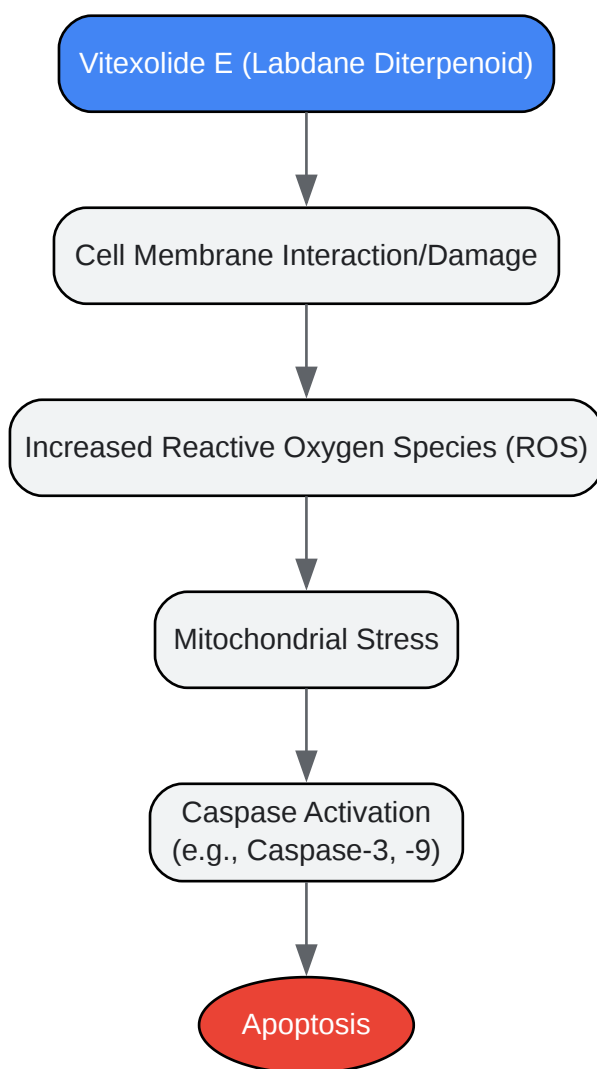 Vitexolide E (Labdane Diterpenoid)
Cell Membrane Interaction/Damage
Increased Reactive Oxygen Species (ROS)
Mitochondrial Stress
Caspase Activation
(e.g., Caspase-3, -9)
Apoptosis